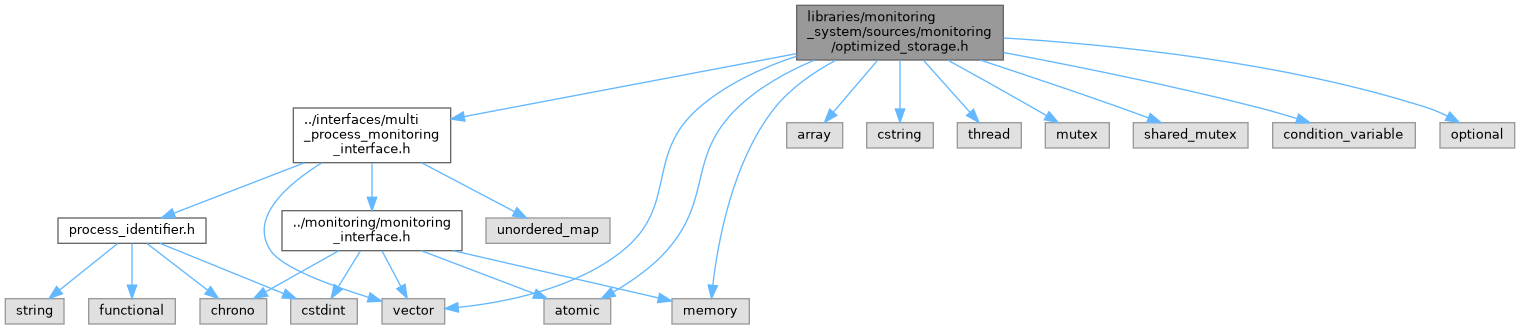 libraries/monitoring
_system/sources/monitoring
/optimized_storage.h
../interfaces/multi
_process_monitoring
_interface.h
array
cstring
thread
mutex
shared_mutex
condition_variable
optional
process_identifier.h
../monitoring/monitoring
_interface.h
unordered_map
string
functional
chrono
cstdint
vector
atomic
memory